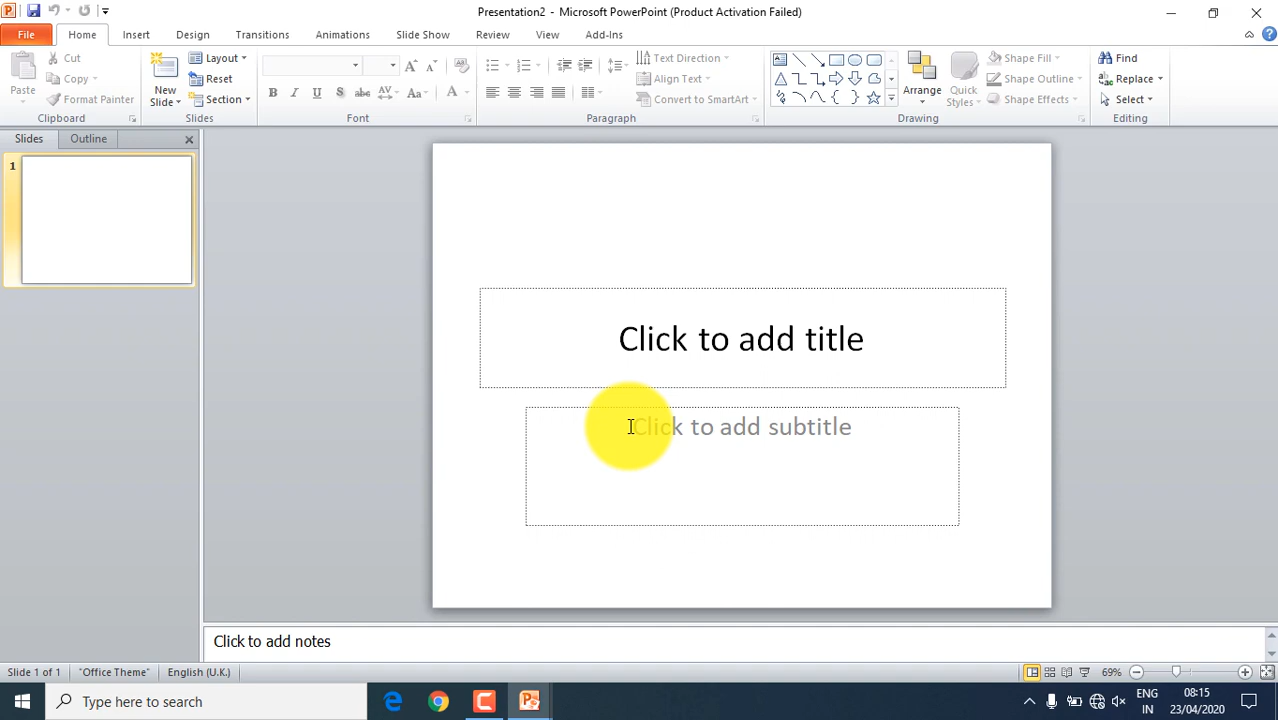 Presentation2 - Microsoft PowerPoint (Product Activation Failed)
File Home Insert Design Transitions Animations Slide Show Review View Add-Ins
Paste
Cut
Copy
Format Painter
Clipboard
New
Slide
Layout
Reset
Section
Slides
B I U S abc AV Aa A
Font
Text Direction
Align Text
Convert to SmartArt
Paragraph
Arrange
Quick
Styles
Shape Fill
Shape Outline
Shape Effects
Drawing
Find
Replace
Select
Editing
Slides Outline
1
Click to add title
Click to add subtitle
Click to add notes
Slide 1 of 1 "Office Theme" English (U.K.) 69%
Type here to search
ENG
IN
08:15
23/04/2020